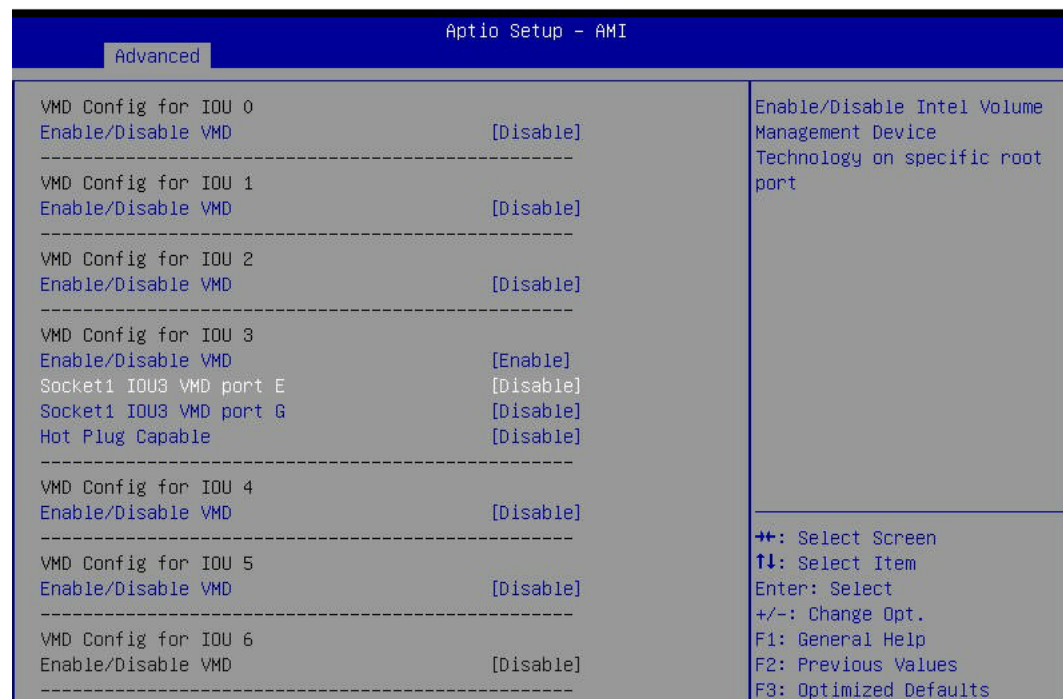 Aptio Setup – AMI
Advanced
VMD Config for IOU 0
Enable/Disable VMD [Disable]
--------------------------------------------------
VMD Config for IOU 1
Enable/Disable VMD [Disable]
--------------------------------------------------
VMD Config for IOU 2
Enable/Disable VMD [Disable]
--------------------------------------------------
VMD Config for IOU 3
Enable/Disable VMD [Enable]
Socket1 IOU3 VMD port E [Disable]
Socket1 IOU3 VMD port G [Disable]
Hot Plug Capable [Disable]
--------------------------------------------------
VMD Config for IOU 4
Enable/Disable VMD [Disable]
--------------------------------------------------
VMD Config for IOU 5
Enable/Disable VMD [Disable]
--------------------------------------------------
VMD Config for IOU 6
Enable/Disable VMD [Disable]
--------------------------------------------------
Enable/Disable Intel Volume
Management Device
Technology on specific root
port
→←: Select Screen
↑↓: Select Item
Enter: Select
+/-: Change Opt.
F1: General Help
F2: Previous Values
F3: Optimized Defaults